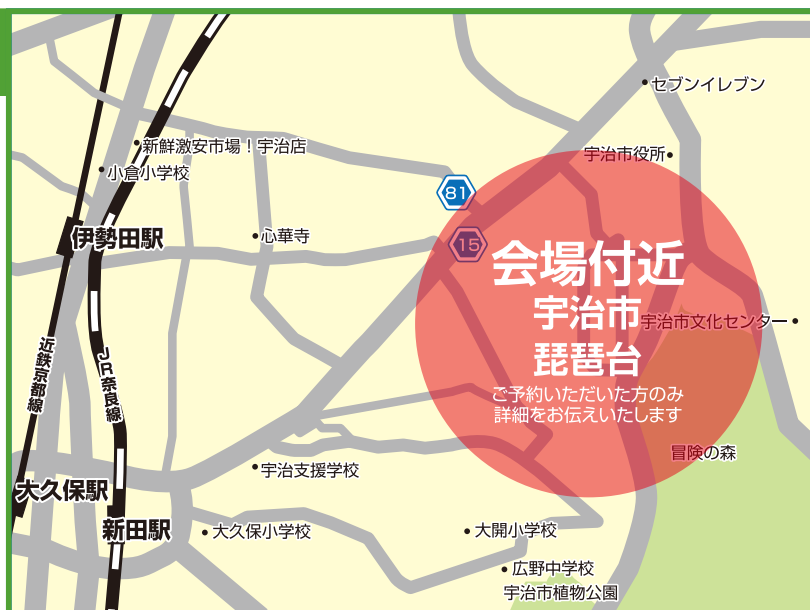 セブンイレブン
新鮮激安市場！宇治店
宇治市役所
小倉小学校
81
伊勢田駅
心華寺
15
会場付近
宇治市
琵琶台
宇治市文化センター
近鉄京都線
JR奈良線
ご予約いただいた方のみ
詳細をお伝えいたします
冒険の森
宇治支援学校
大久保駅
新田駅
大久保小学校
大開小学校
広野中学校
宇治市植物公園